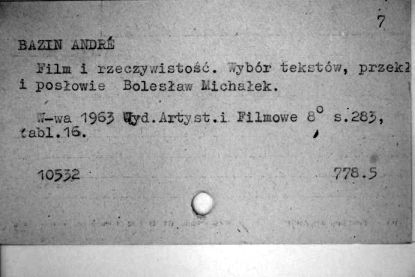 7
BAZIN ANDRÉ
Film i rzeczywistość. Wybór tekstów, przekł
i posłowie Bolesław Michałek.
W-wa 1963 Wyd.Artyst.i Filmowe 8° s.283,
tabl.16.
10532 778.5